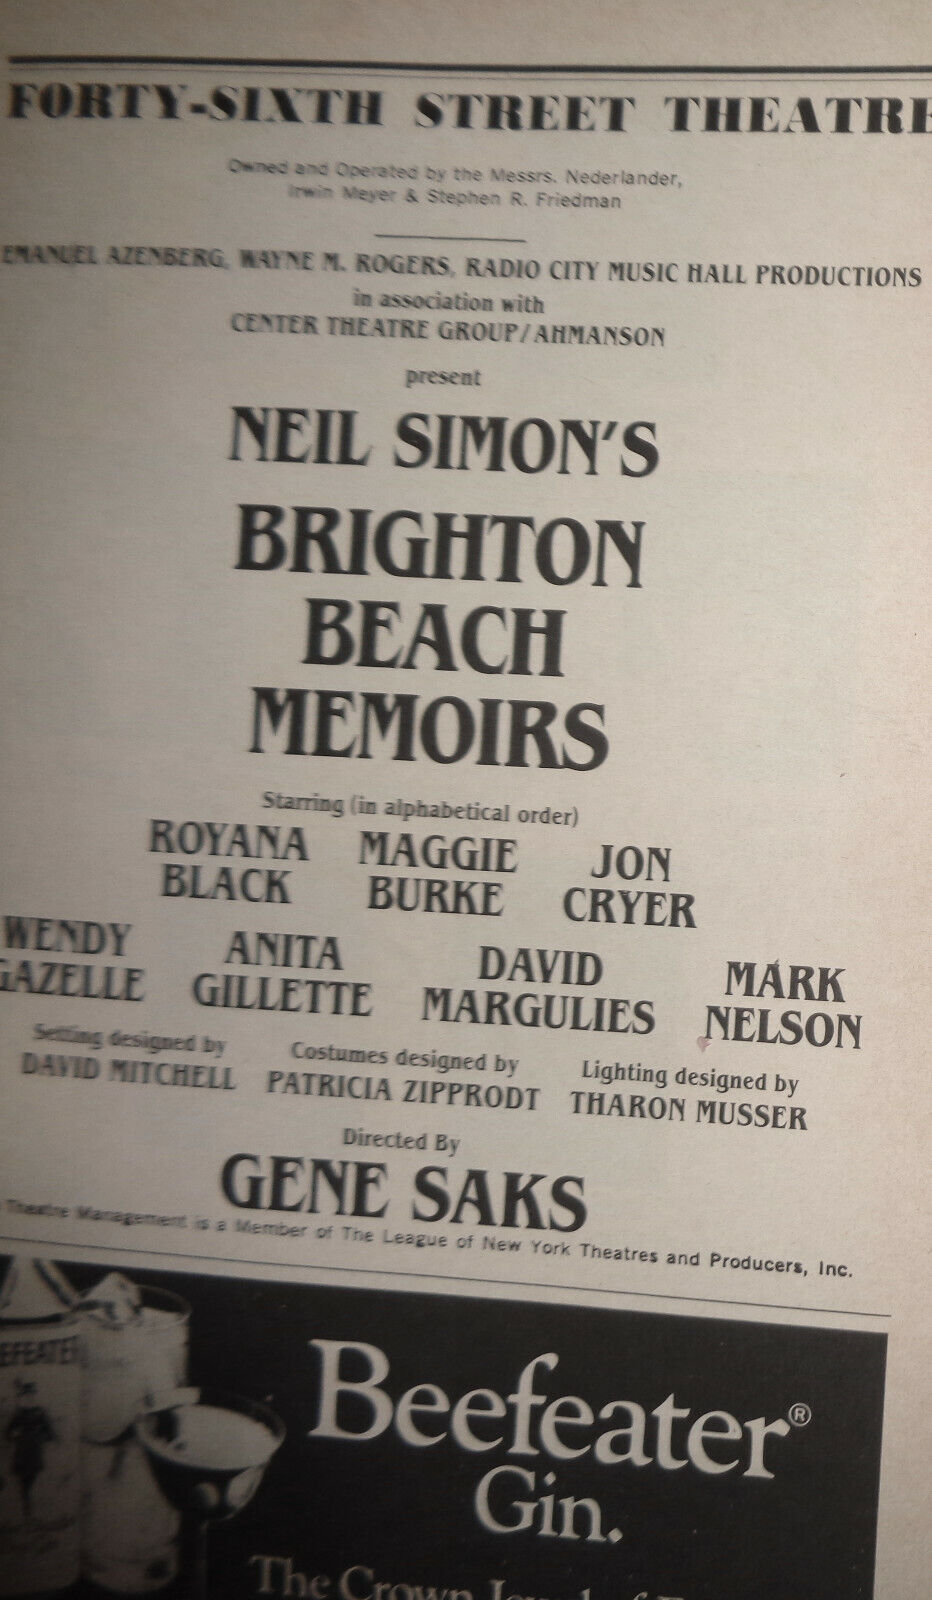 FORTY-SIXTH STREET THEATRE
Owned and Operated by the Messrs. Nederlander,
Irwin Meyer & Stephen R. Friedman
EMANUEL AZENBERG, WAYNE M. ROGERS, RADIO CITY MUSIC HALL PRODUCTIONS
in association with
CENTER THEATRE GROUP/AHMANSON
present
NEIL SIMON'S
BRIGHTON
BEACH
MEMOIRS
Starring (in alphabetical order)
ROYANA MAGGIE JON
BLACK BURKE CRYER
WENDY ANITA DAVID MARK
GAZELLE GILLETTE MARGULIES NELSON
Setting designed by Costumes designed by Lighting designed by
DAVID MITCHELL PATRICIA ZIPPRODT THARON MUSSER
Directed By
GENE SAKS
Theatre Management is a Member of The League of New York Theatres and Producers, Inc.
EFEATER
Beefeater®
Gin.
The Crown